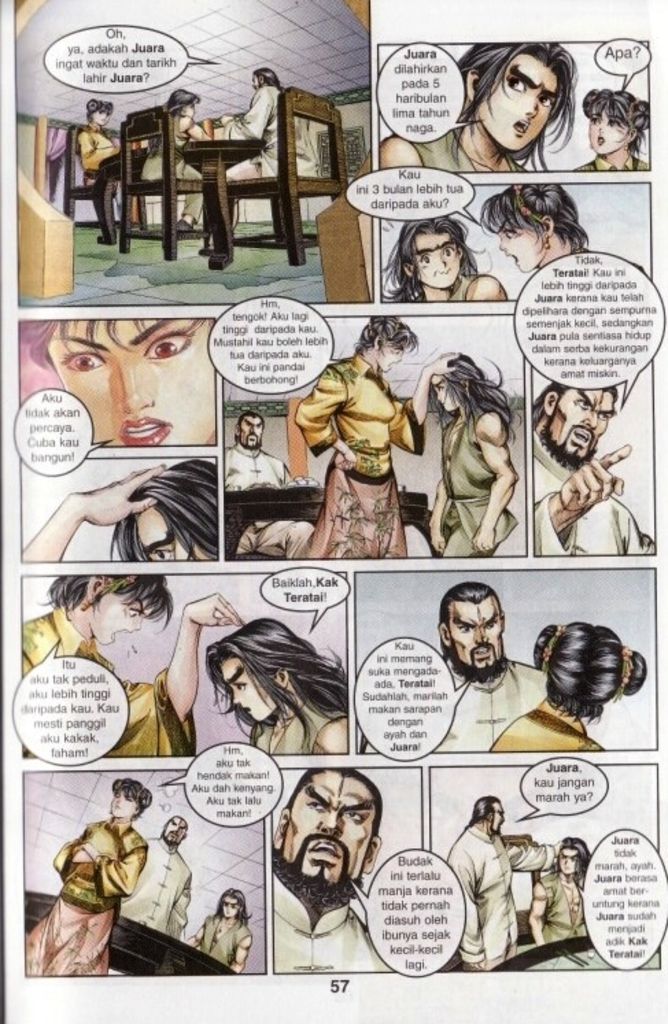 Oh,
ya, adakah Juara
ingat waktu dan tarikh
lahir Juara?
Juara
dilahirkan
pada 5
haribulan
lima tahun
naga.
Apa?
Kau
ini 3 bulan lebih tua
daripada aku?
Tidak,
Teratai! Kau ini
lebih tinggi daripada
Juara kerana kau telah
dipelihara dengan sempurna
semenjak kecil, sedangkan
Juara pula sentiasa hidup
dalam serba kekurangan
kerana keluarganya
amat miskin.
Aku
tidak akan
percaya.
Cuba kau
bangun!
Hm,
tengok! Aku lagi
tinggi daripada kau.
Mustahil kau boleh lebih
tua daripada aku.
Kau ini pandai
berbohong!
Itu
aku tak peduli,
aku lebih tinggi
daripada kau. Kau
mesti panggil
aku kakak,
faham!
Baiklah,Kak
Teratai!
Kau
ini memang
suka mengada-
ada, Teratai!
Sudahlah, marilah
makan sarapan
dengan
ayah dan
Juara!
Hm,
aku tak
hendak makan!
Aku dah kenyang.
Aku tak lalu
makan!
Budak
ini terlalu
manja kerana
tidak pernah
diasuh oleh
ibunya sejak
kecil-kecil
lagi.
Juara,
kau jangan
marah ya?
Juara
tidak
marah, ayah.
Juara berasa
amat ber-
untung kerana
Juara sudah
menjadi
adik Kak
Teratai!
57